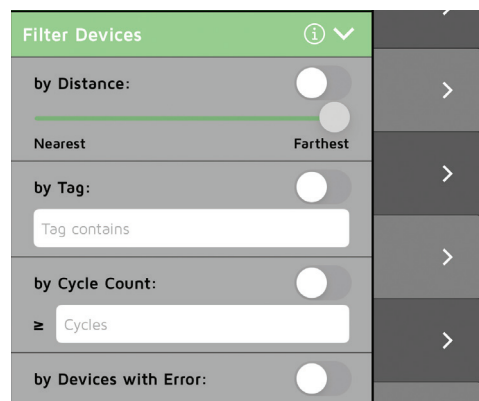 Filter Devices
by Distance:
Nearest Farthest
by Tag:
Tag contains
by Cycle Count:
≥ Cycles
by Devices with Error: